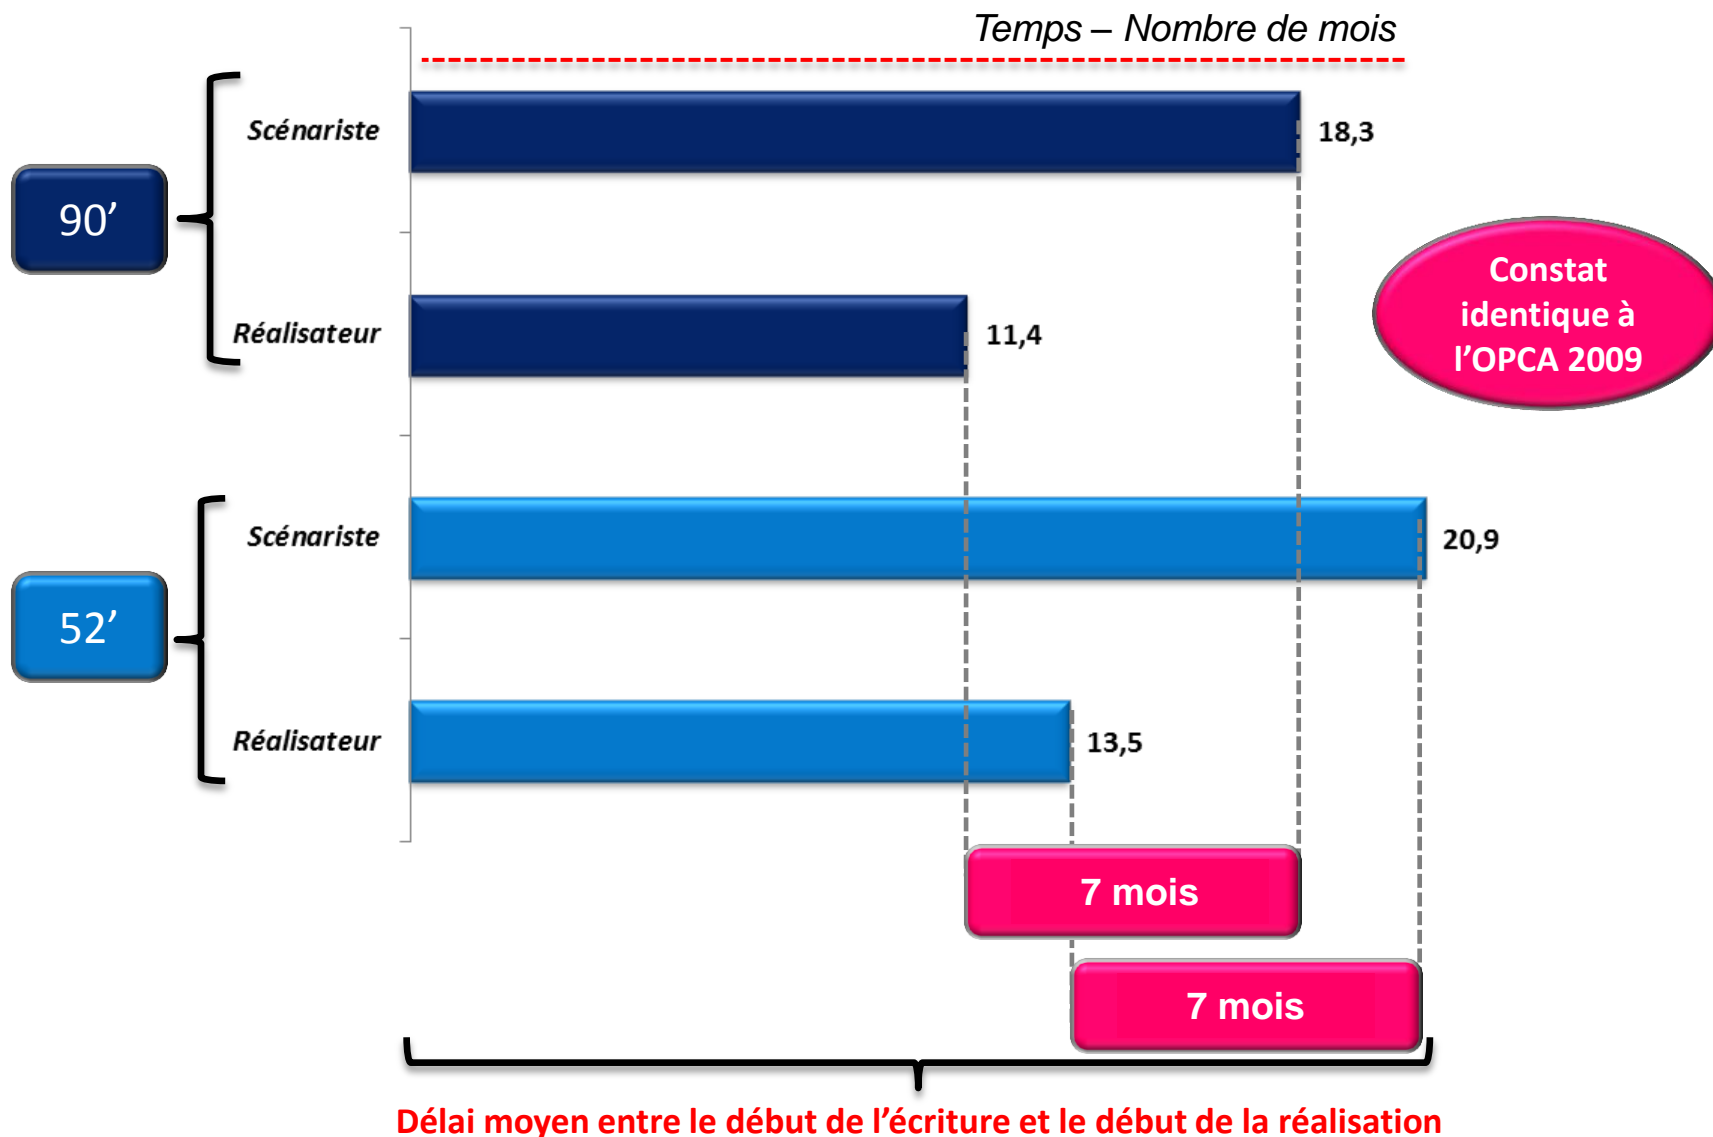 Temps – Nombre de mois
Scénariste
18,3
90’
Réalisateur
11,4
Constat
identique à
l’OPCA 2009
Scénariste
20,9
52’
Réalisateur
13,5
7 mois
7 mois
Délai moyen entre le début de l’écriture et le début de la réalisation